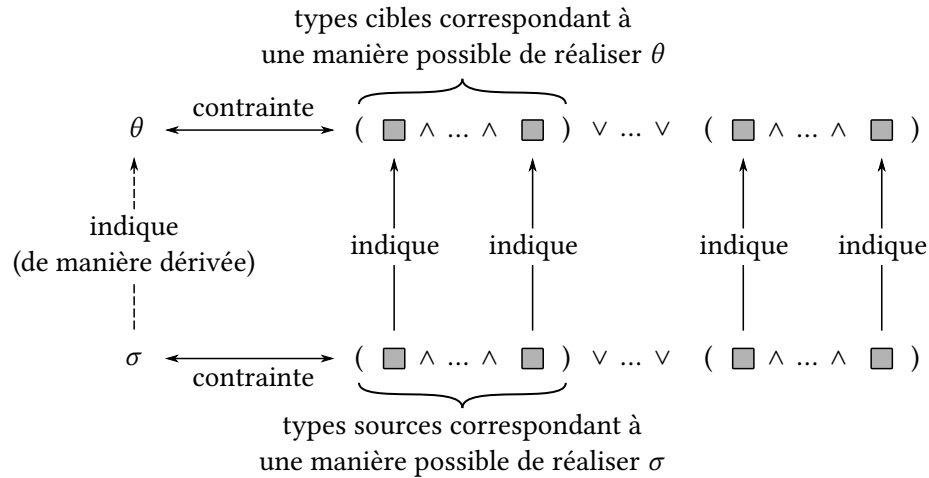 types cibles correspondant à
une manière possible de réaliser θ
contrainte
θ ( ∧ ... ∧ ) ∨ ... ∨ ( ∧ ... ∧ )
indique
(de manière dérivée)
indique indique indique indique
σ ( ∧ ... ∧ ) ∨ ... ∨ ( ∧ ... ∧ )
contrainte
types sources correspondant à
une manière possible de réaliser σ